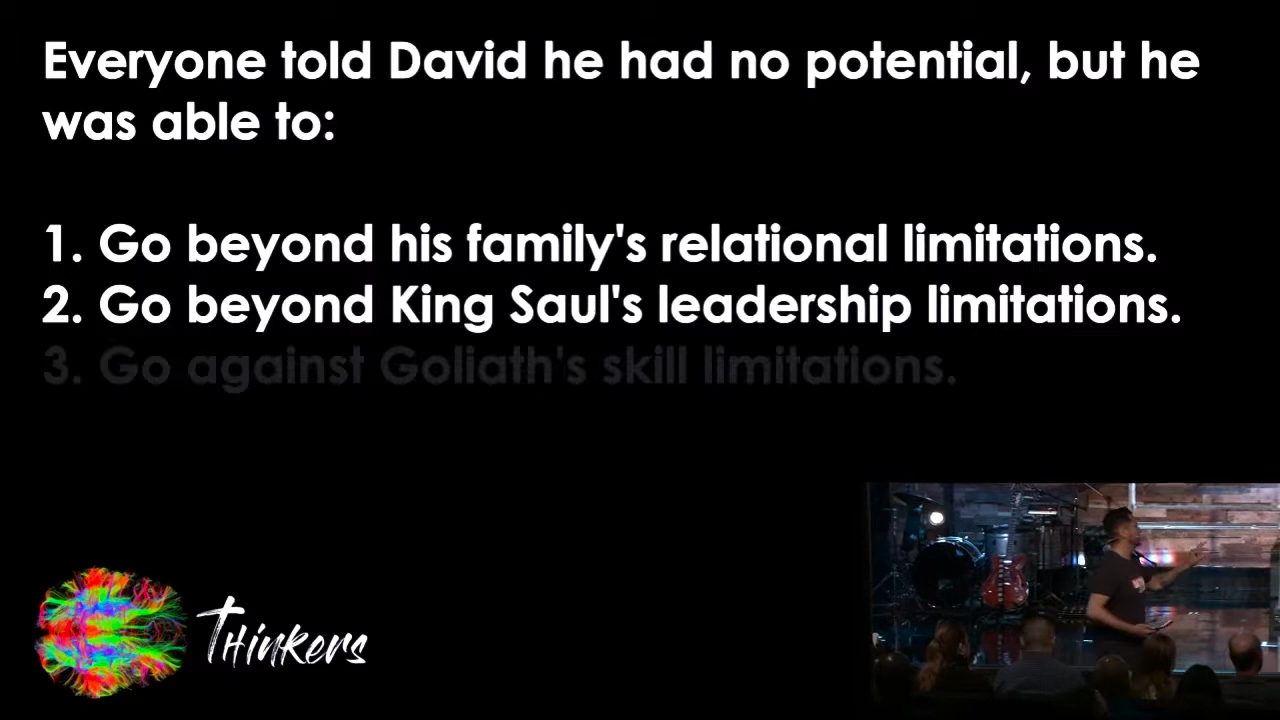 Everyone told David he had no potential, but he
was able to:
1. Go beyond his family's relational limitations.
2. Go beyond King Saul's leadership limitations.
3. Go against Goliath's skill limitations.
THinkers